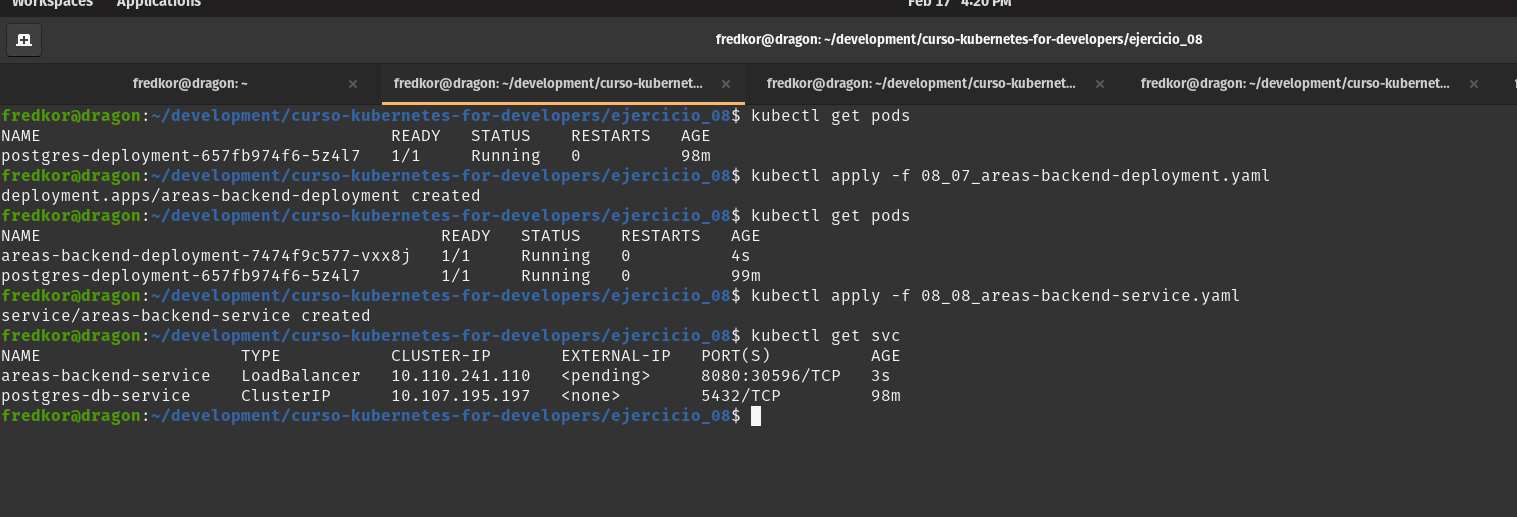 Workspaces Applications Feb 17 4:20 PM
fredkor@dragon: ~/development/curso-kubernetes-for-developers/ejercicio_08
fredkor@dragon: ~ × fredkor@dragon: ~/development/curso-kubernet... × fredkor@dragon: ~/development/curso-kubernet... × fredkor@dragon: ~/development/curso-kubernet... ×
fredkor@dragon:~/development/curso-kubernetes-for-developers/ejercicio_08$ kubectl get pods
NAME READY STATUS RESTARTS AGE
postgres-deployment-657fb974f6-5z4l7 1/1 Running 0 98m
fredkor@dragon:~/development/curso-kubernetes-for-developers/ejercicio_08$ kubectl apply -f 08_07_areas-backend-deployment.yaml
deployment.apps/areas-backend-deployment created
fredkor@dragon:~/development/curso-kubernetes-for-developers/ejercicio_08$ kubectl get pods
NAME READY STATUS RESTARTS AGE
areas-backend-deployment-7474f9c577-vxx8j 1/1 Running 0 4s
postgres-deployment-657fb974f6-5z4l7 1/1 Running 0 99m
fredkor@dragon:~/development/curso-kubernetes-for-developers/ejercicio_08$ kubectl apply -f 08_08_areas-backend-service.yaml
service/areas-backend-service created
fredkor@dragon:~/development/curso-kubernetes-for-developers/ejercicio_08$ kubectl get svc
NAME TYPE CLUSTER-IP EXTERNAL-IP PORT(S) AGE
areas-backend-service LoadBalancer 10.110.241.110 <pending> 8080:30596/TCP 3s
postgres-db-service ClusterIP 10.107.195.197 <none> 5432/TCP 98m
fredkor@dragon:~/development/curso-kubernetes-for-developers/ejercicio_08$